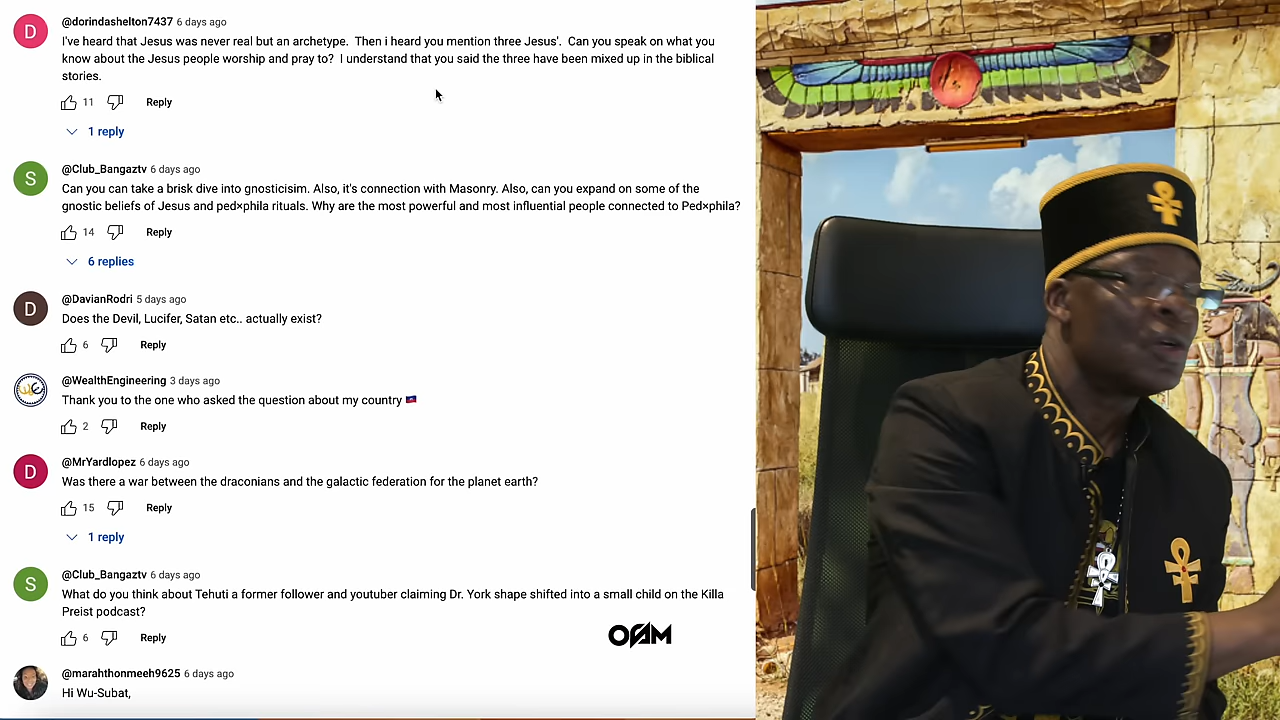 @dorindashelton7437 6 days ago
I've heard that Jesus was never real but an archetype. Then i heard you mention three Jesus'. Can you speak on what you
know about the Jesus people worship and pray to? I understand that you said the three have been mixed up in the biblical
stories.
11 Reply
1 reply
@Club_Bangaztv 6 days ago
Can you can take a brisk dive into gnosticisim. Also, it's connection with Masonry. Also, can you expand on some of the
gnostic beliefs of Jesus and ped×phila rituals. Why are the most powerful and most influential people connected to Ped×phila?
14 Reply
6 replies
@DavianRodri 5 days ago
Does the Devil, Lucifer, Satan etc.. actually exist?
6 Reply
@WealthEngineering 3 days ago
Thank you to the one who asked the question about my country 🇭🇹
2 Reply
@MrYardlopez 6 days ago
Was there a war between the draconians and the galactic federation for the planet earth?
15 Reply
1 reply
@Club_Bangaztv 6 days ago
What do you think about Tehuti a former follower and youtuber claiming Dr. York shape shifted into a small child on the Killa
Preist podcast?
6 Reply
@marahthonmeeh9625 6 days ago
Hi Wu-Subat,
D
S
D
D
S